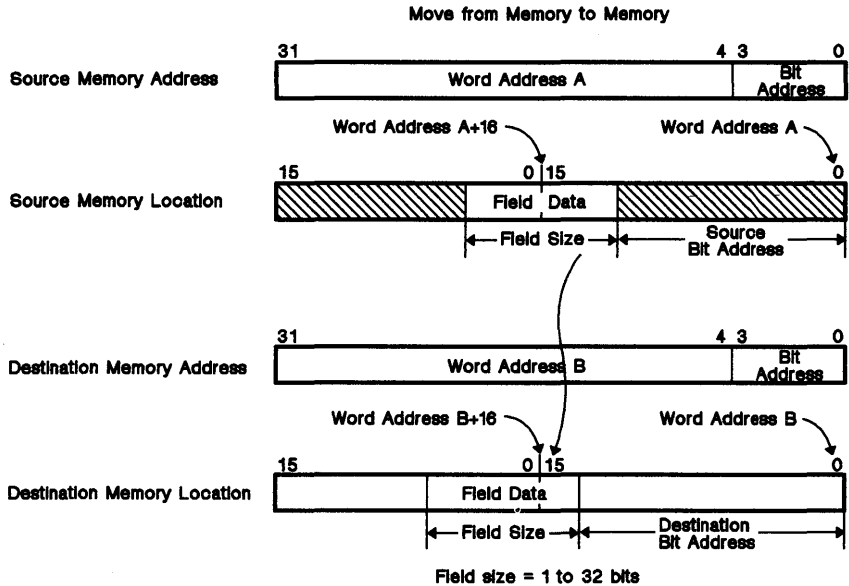 Move from Memory to Memory
31 4 3 0
Source Memory Address Word Address A Bit Address
Word Address A+16 Word Address A
15 0 15 0
Source Memory Location Field Data
Field Size Source Bit Address
31 4 3 0
Destination Memory Address Word Address B Bit Address
Word Address B+16 Word Address B
15 0 15 0
Destination Memory Location Field Data
Field Size Destination Bit Address
Field size = 1 to 32 bits